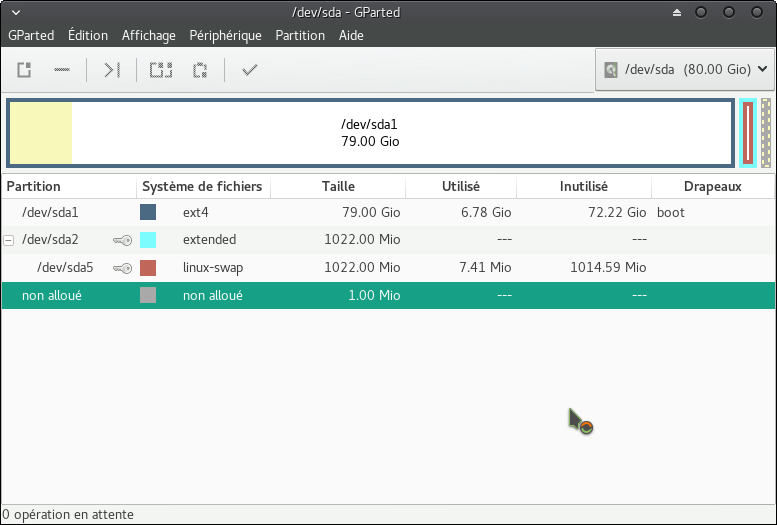 /dev/sda - GParted
GParted Édition Affichage Périphérique Partition Aide
/dev/sda (80.00 Gio)
/dev/sda1
79.00 Gio
Partition Système de fichiers Taille Utilisé Inutilisé Drapeaux
/dev/sda1 ext4 79.00 Gio 6.78 Gio 72.22 Gio boot
/dev/sda2 extended 1022.00 Mio --- ---
/dev/sda5 linux-swap 1022.00 Mio 7.41 Mio 1014.59 Mio
non alloué non alloué 1.00 Mio --- ---
0 opération en attente